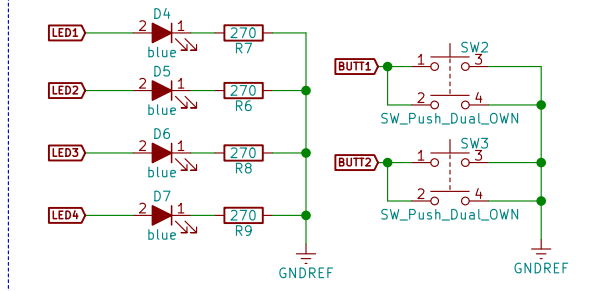 D4
LED1 2 1 270
blue R7
D5
LED2 2 1 270
blue R6
D6
LED3 2 1 270
blue R8
D7
LED4 2 1 270
blue R9
GNDREF
SW2
BUTT1 1 3
2 4
SW_Push_Dual_OWN
SW3
BUTT2 1 3
2 4
SW_Push_Dual_OWN
GNDREF